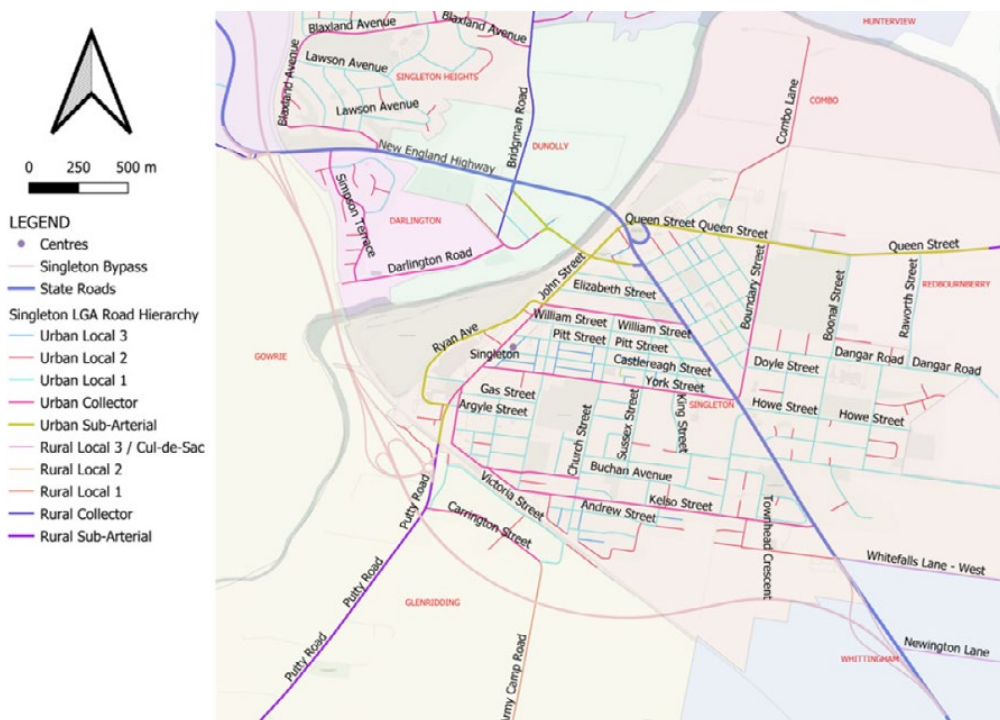 0 250 500 m
LEGEND
Centres
Singleton Bypass
State Roads
Singleton LGA Road Hierarchy
Urban Local 3
Urban Local 2
Urban Local 1
Urban Collector
Urban Sub-Arterial
Rural Local 3 / Cul-de-Sac
Rural Local 2
Rural Local 1
Rural Collector
Rural Sub-Arterial
HUNTERVIEW
Blaxland Avenue
Blaxland Avenue
Blaxland Avenue
Lawson Avenue
SINGLETON HEIGHTS
Lawson Avenue
Bridgman Road
Combo Lane
COMBO
New England Highway
DUNOLLY
Simpson Terrace
DARLINGTON
Darlington Road
Queen Street Queen Street
Queen Street
John Street
Elizabeth Street
Boundary Street
Boonal Street
Raworth Street
REDBOURNBERRY
William Street
William Street
Ryan Ave
Pitt Street
Pitt Street
GOWRIE
Singleton
Castlereagh Street
Doyle Street
Dangar Road
Dangar Road
York Street
Gas Street
SINGLETON
Howe Street
Howe Street
Argyle Street
Church Street
Sussex Street
King Street
Buchan Avenue
Victoria Street
Kelso Street
Andrew Street
Townhead Crescent
Putty Road
Carrington Street
Whitefalls Lane - West
Putty Road
GLENRIDDING
Army Camp Road
Newington Lane
WHITTINGHAM
Putty Road